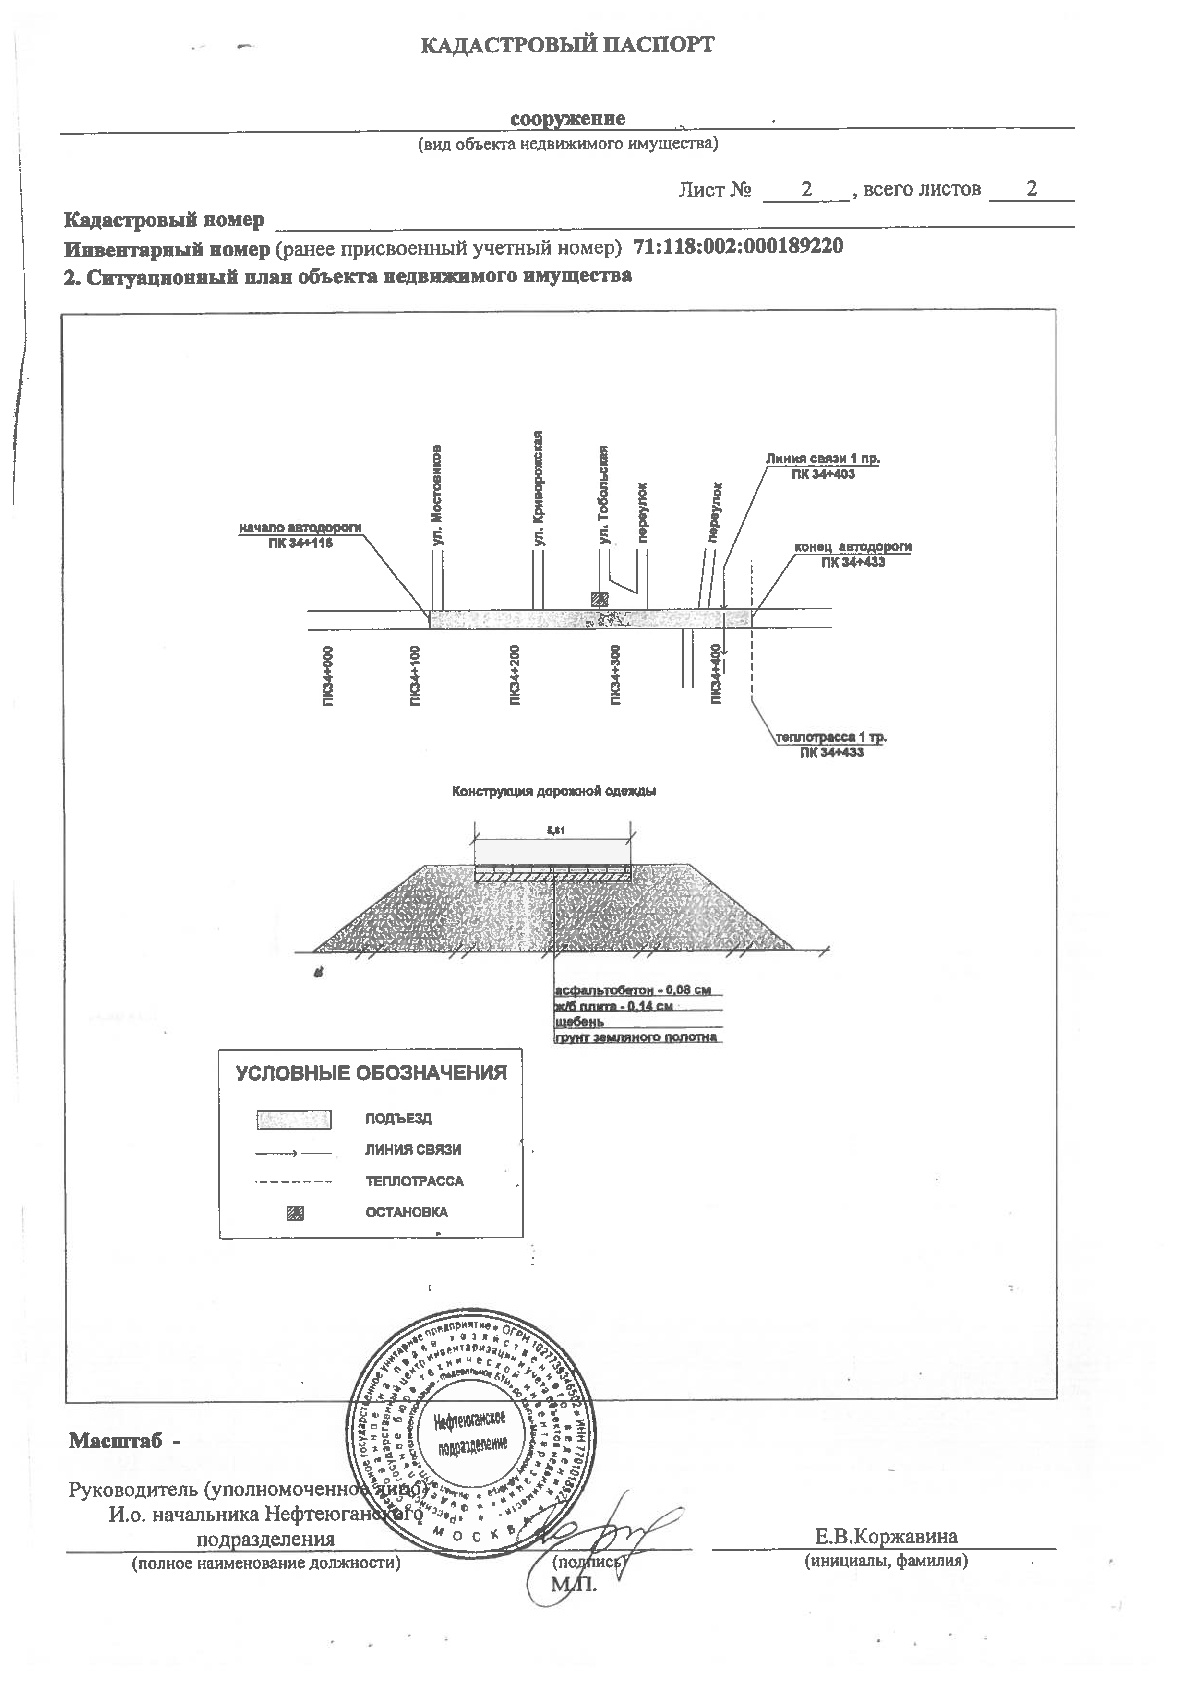 КАДАСТРОВЫЙ ПАСПОРТ
сооружение
(вид объекта недвижимого имущества)
Лист № 2, всего листов 2
Кадастровый номер
Инвентарный номер (ранее присвоенный учетный номер) 71:118:002:000189220
2. Ситуационный план объекта недвижимого имущества
ул. Мостовиков
ул. Криворожская
ул. Тобольская
переулок
переулок
Линия связи 1 пр.
ПК 34+403
начало автодороги
ПК 34+116
конец автодороги
ПК 34+433
ПК34+000
ПК34+100
ПК34+200
ПК34+300
ПК34+400
теплотрасса 1 тр.
ПК 34+433
Конструкция дорожной одежды
асфальтобетон - 0,08 см
ж/б плита - 0,14 см
щебень
грунт земляного полотна
УСЛОВНЫЕ ОБОЗНАЧЕНИЯ
ПОДЪЕЗД
ЛИНИЯ СВЯЗИ
ТЕПЛОТРАССА
ОСТАНОВКА
Нефтеюганское
подразделение
МОСКВА
Масштаб -
Руководитель (уполномоченное лицо)
И.о. начальника Нефтеюганского
подразделения
Е.В.Коржавина
(полное наименование должности)
(подпись)
(инициалы, фамилия)
М.П.